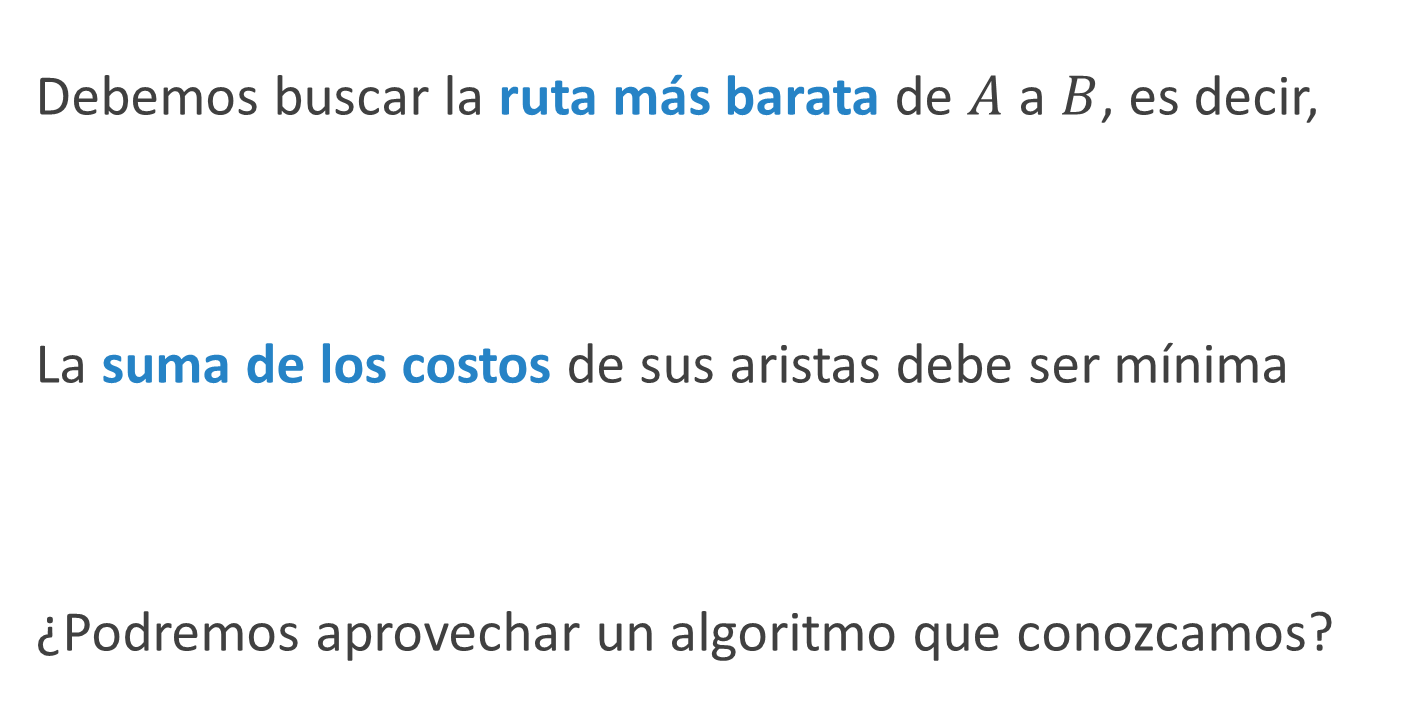 Debemos buscar la ruta más barata de A a B, es decir,
La suma de los costos de sus aristas debe ser mínima
¿Podremos aprovechar un algoritmo que conozcamos?